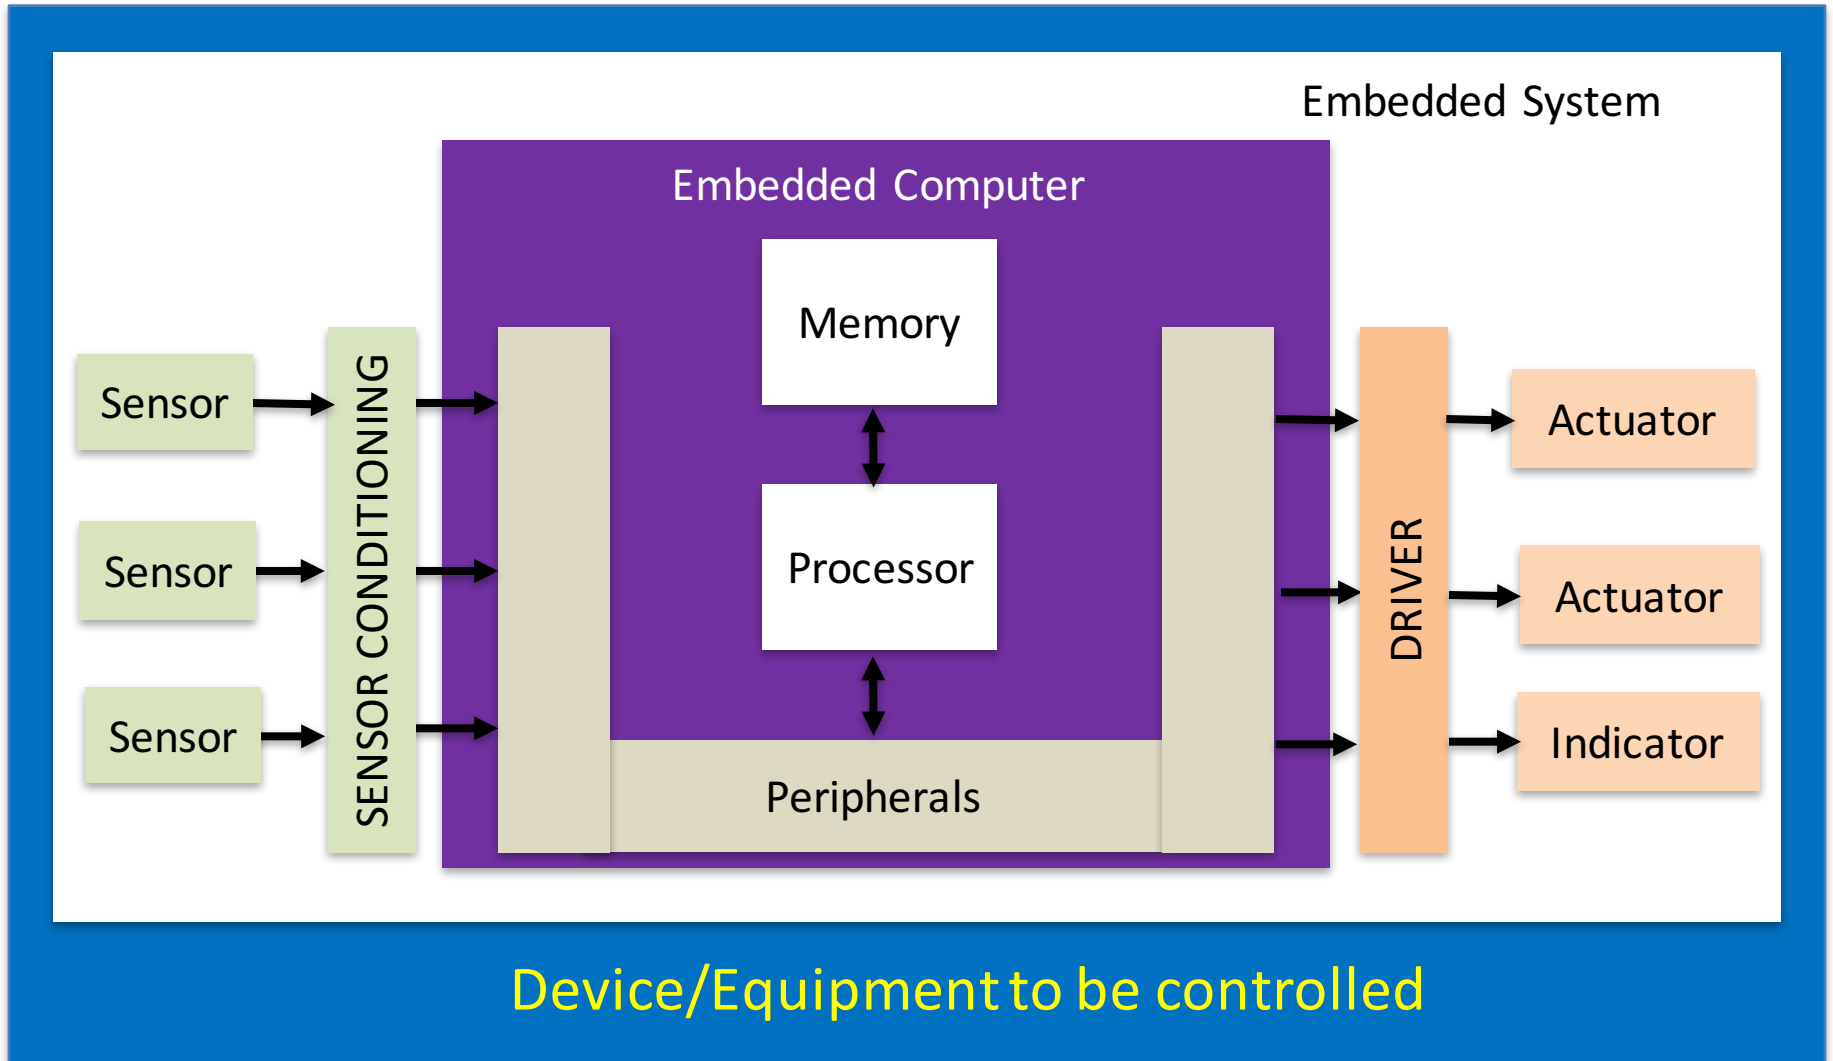 Embedded System
Embedded Computer
Memory
Sensor
SENSOR CONDITIONING
Actuator
Processor
Sensor
DRIVER
Actuator
Sensor
Indicator
Peripherals
Device/Equipment to be controlled